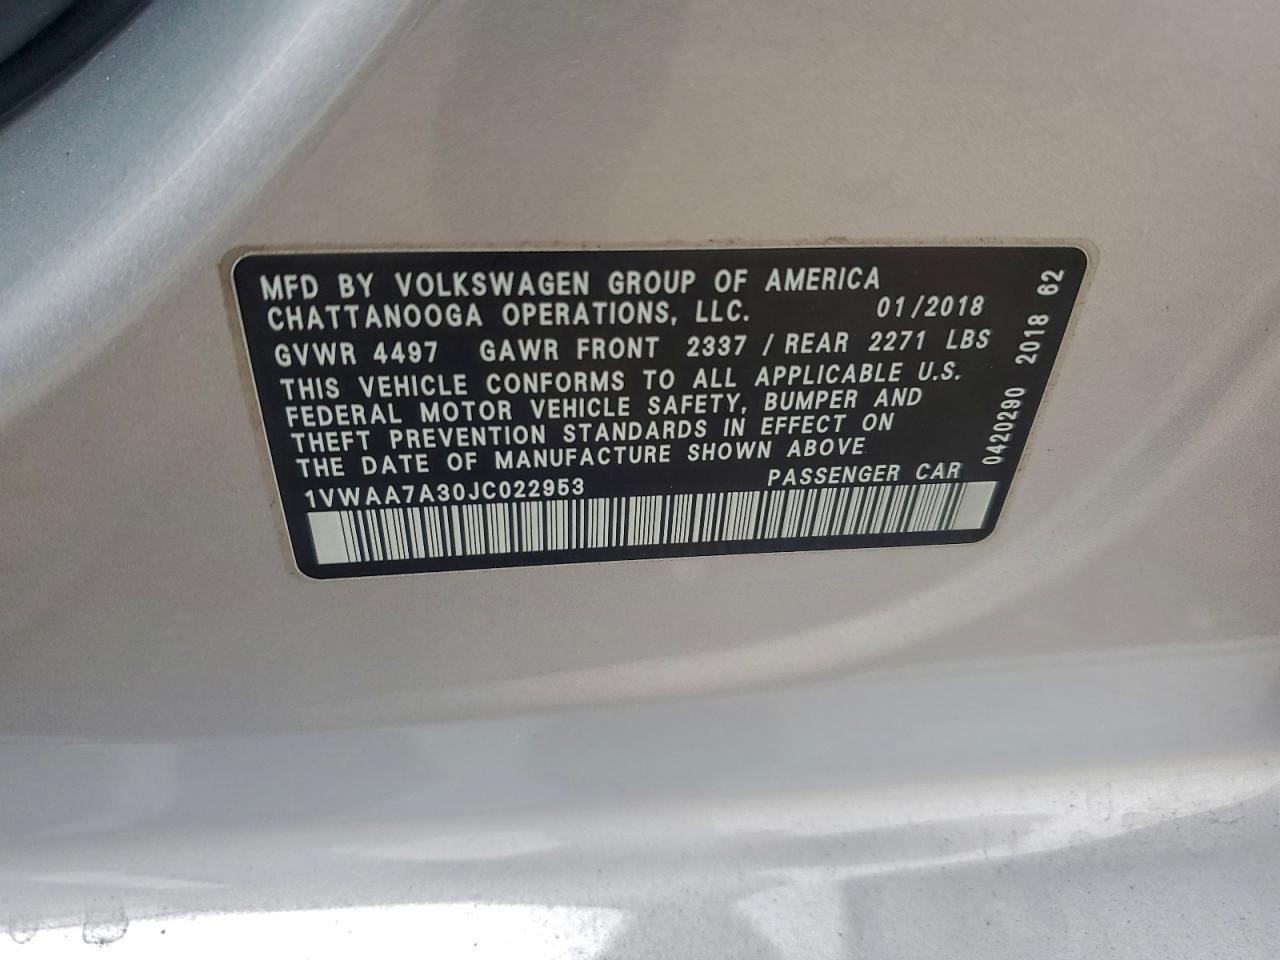 MFD BY VOLKSWAGEN GROUP OF AMERICA
CHATTANOOGA OPERATIONS, LLC. 01/2018
GVWR 4497 GAWR FRONT 2337 / REAR 2271 LBS
THIS VEHICLE CONFORMS TO ALL APPLICABLE U.S.
FEDERAL MOTOR VEHICLE SAFETY, BUMPER AND
THEFT PREVENTION STANDARDS IN EFFECT ON
THE DATE OF MANUFACTURE SHOWN ABOVE
1VWAA7A30JC022953 PASSENGER CAR
0420290 2018 62